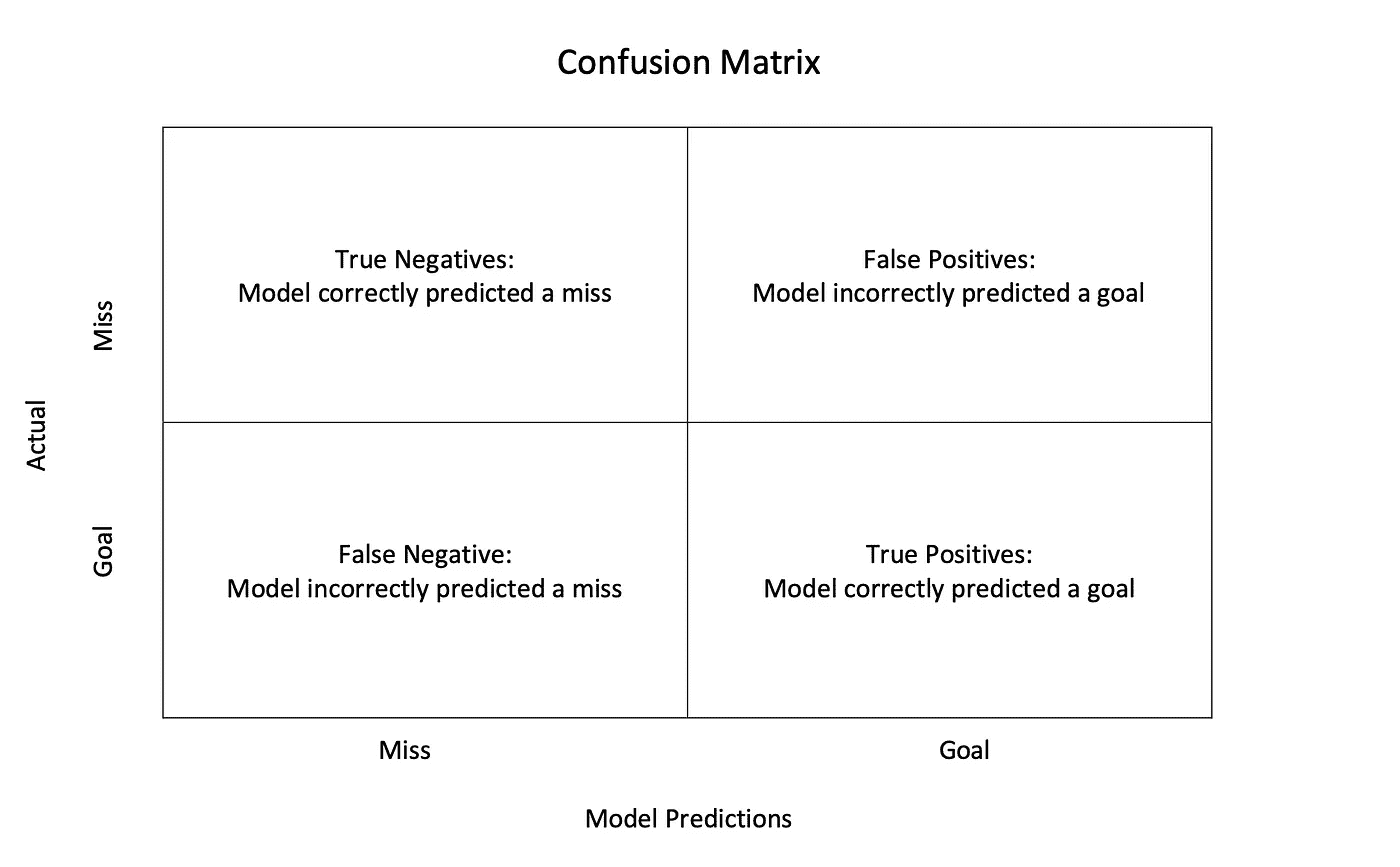 Confusion Matrix
True Negatives:
Model correctly predicted a miss
False Positives:
Model incorrectly predicted a goal
Miss
Actual
Goal
False Negative:
Model incorrectly predicted a miss
True Positives:
Model correctly predicted a goal
Miss
Goal
Model Predictions